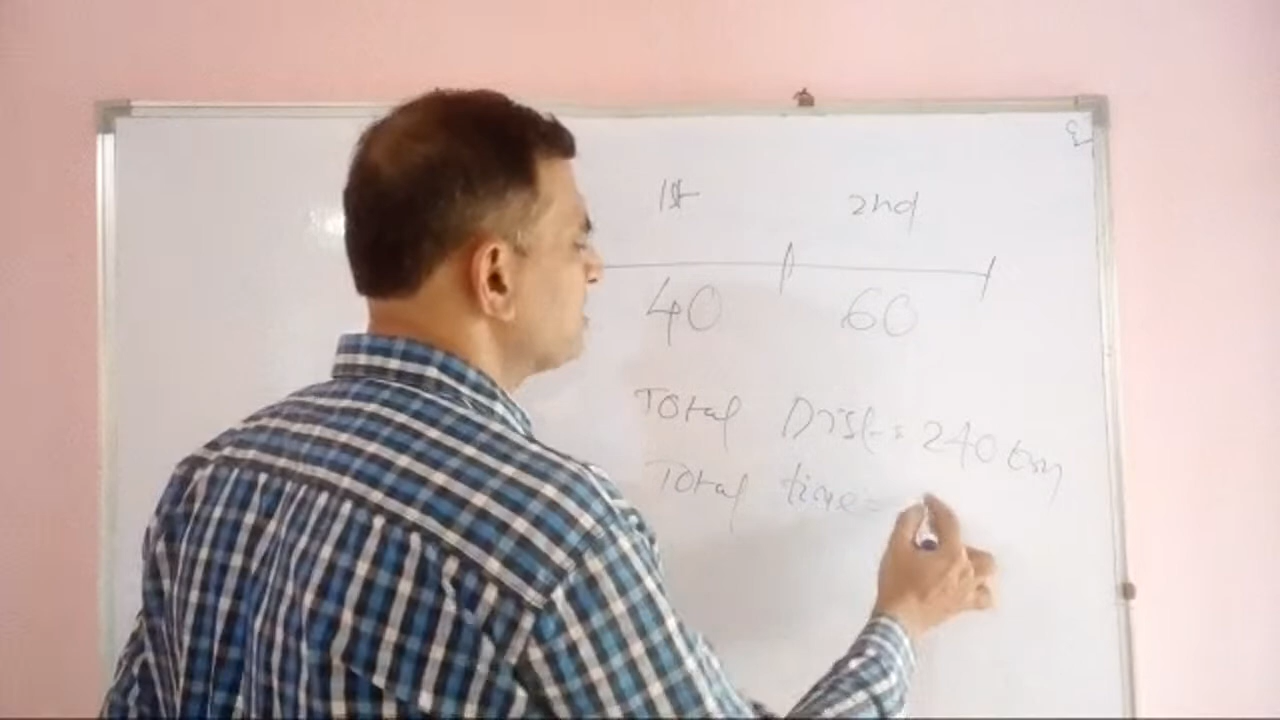 1st 2nd
40 60
Total Dist = 240 km
Total time =